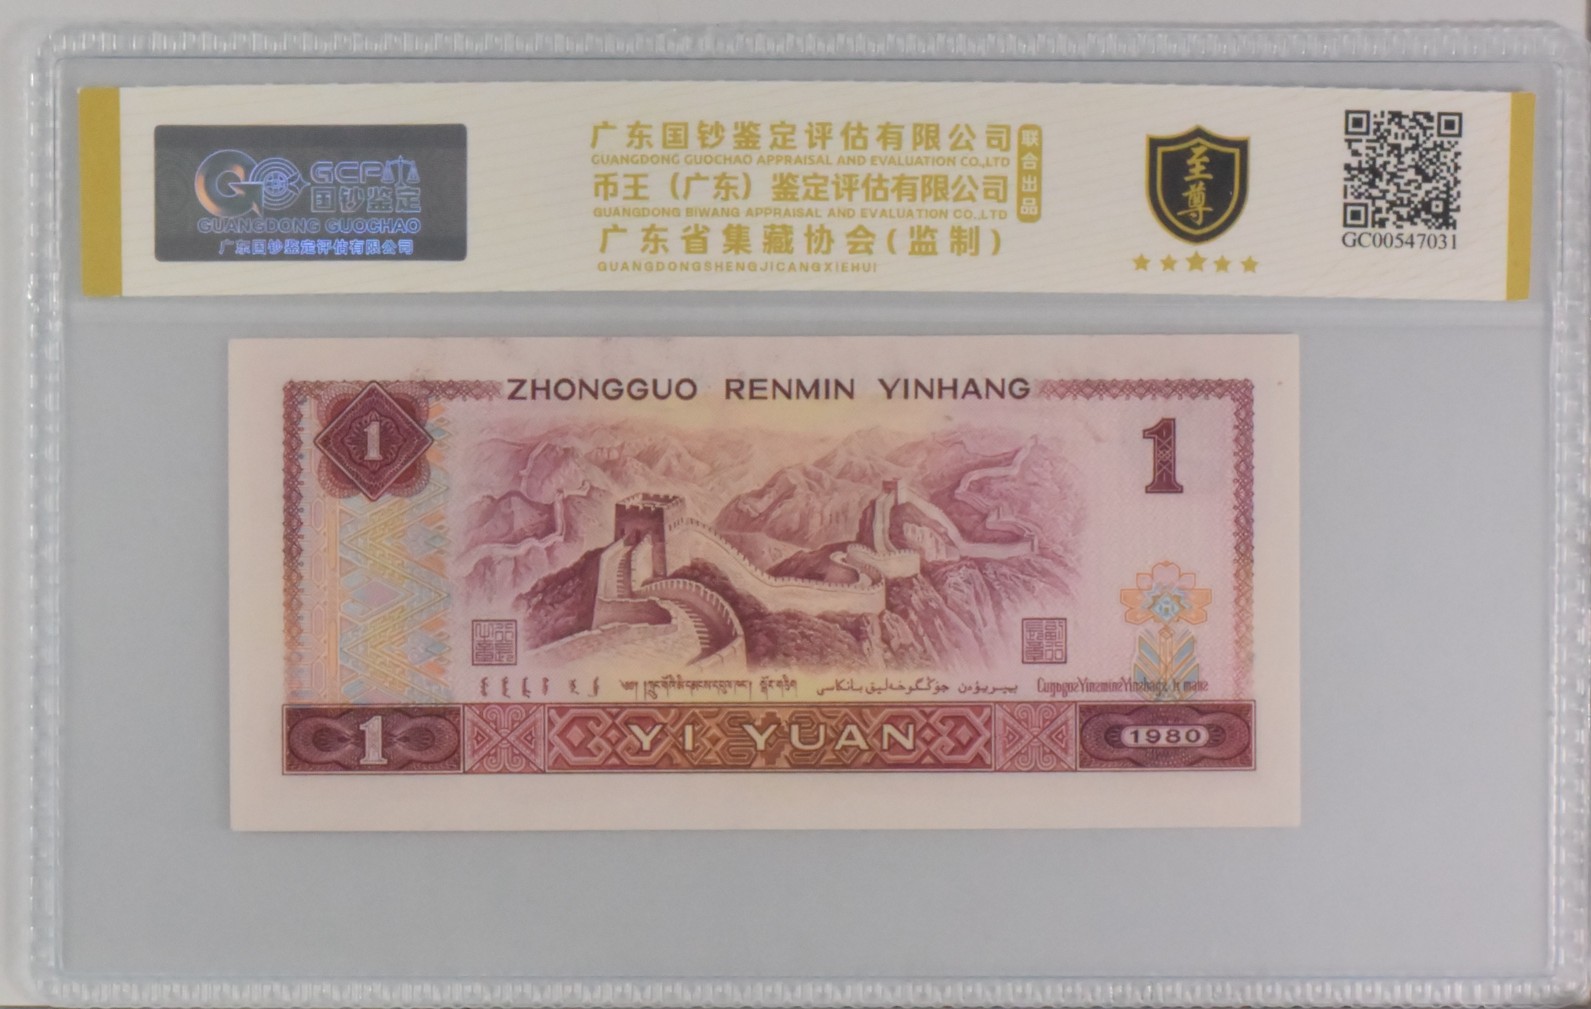 GCF
国钞鉴定
GUANGDONG GUOCHAO
广东国钞鉴定评估有限公司
广东国钞鉴定评估有限公司
GUANGDONG GUOCHAO APPRAISAL AND EVALUATION CO.,LTD
币王（广东）鉴定评估有限公司
GUANGDONG BIWANG APPRAISAL AND EVALUATION CO.,LTD
广东省集藏协会(监制)
GUANGDONGSHENGJICANGXIEHUI
联合出品
至尊
GC00547031
ZHONGGUO RENMIN YINHANG
1
1
1
YI YUAN
1980